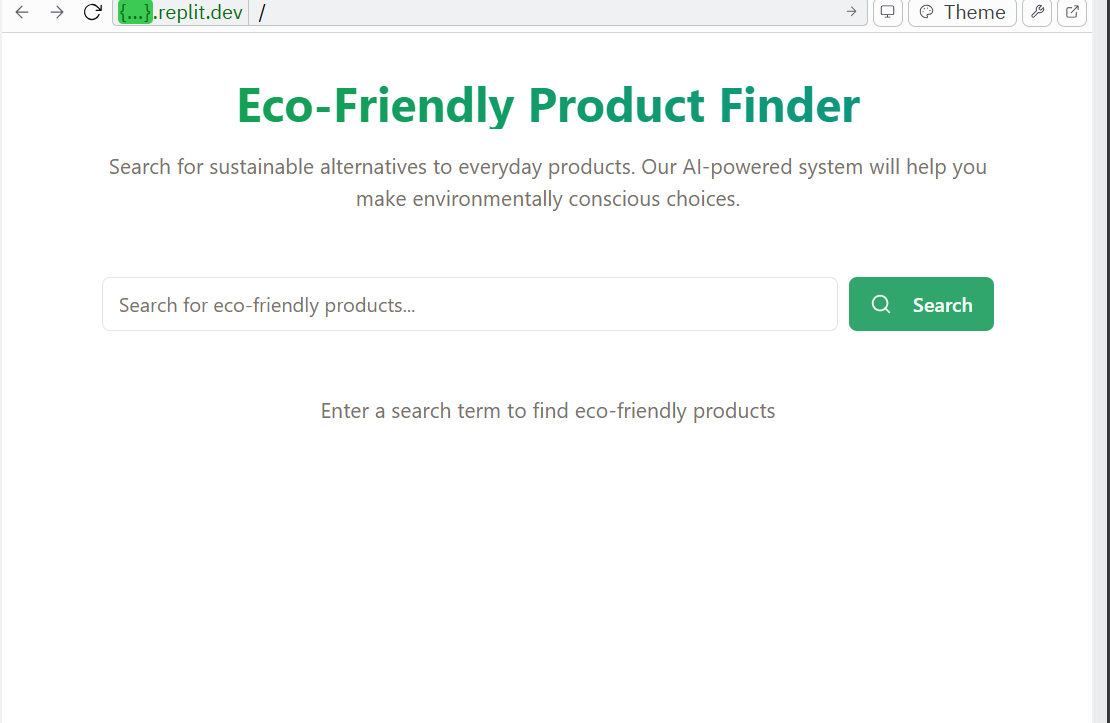 {...}.replit.dev /
Theme
Eco-Friendly Product Finder
Search for sustainable alternatives to everyday products. Our AI-powered system will help you
make environmentally conscious choices.
Search for eco-friendly products...
Search
Enter a search term to find eco-friendly products